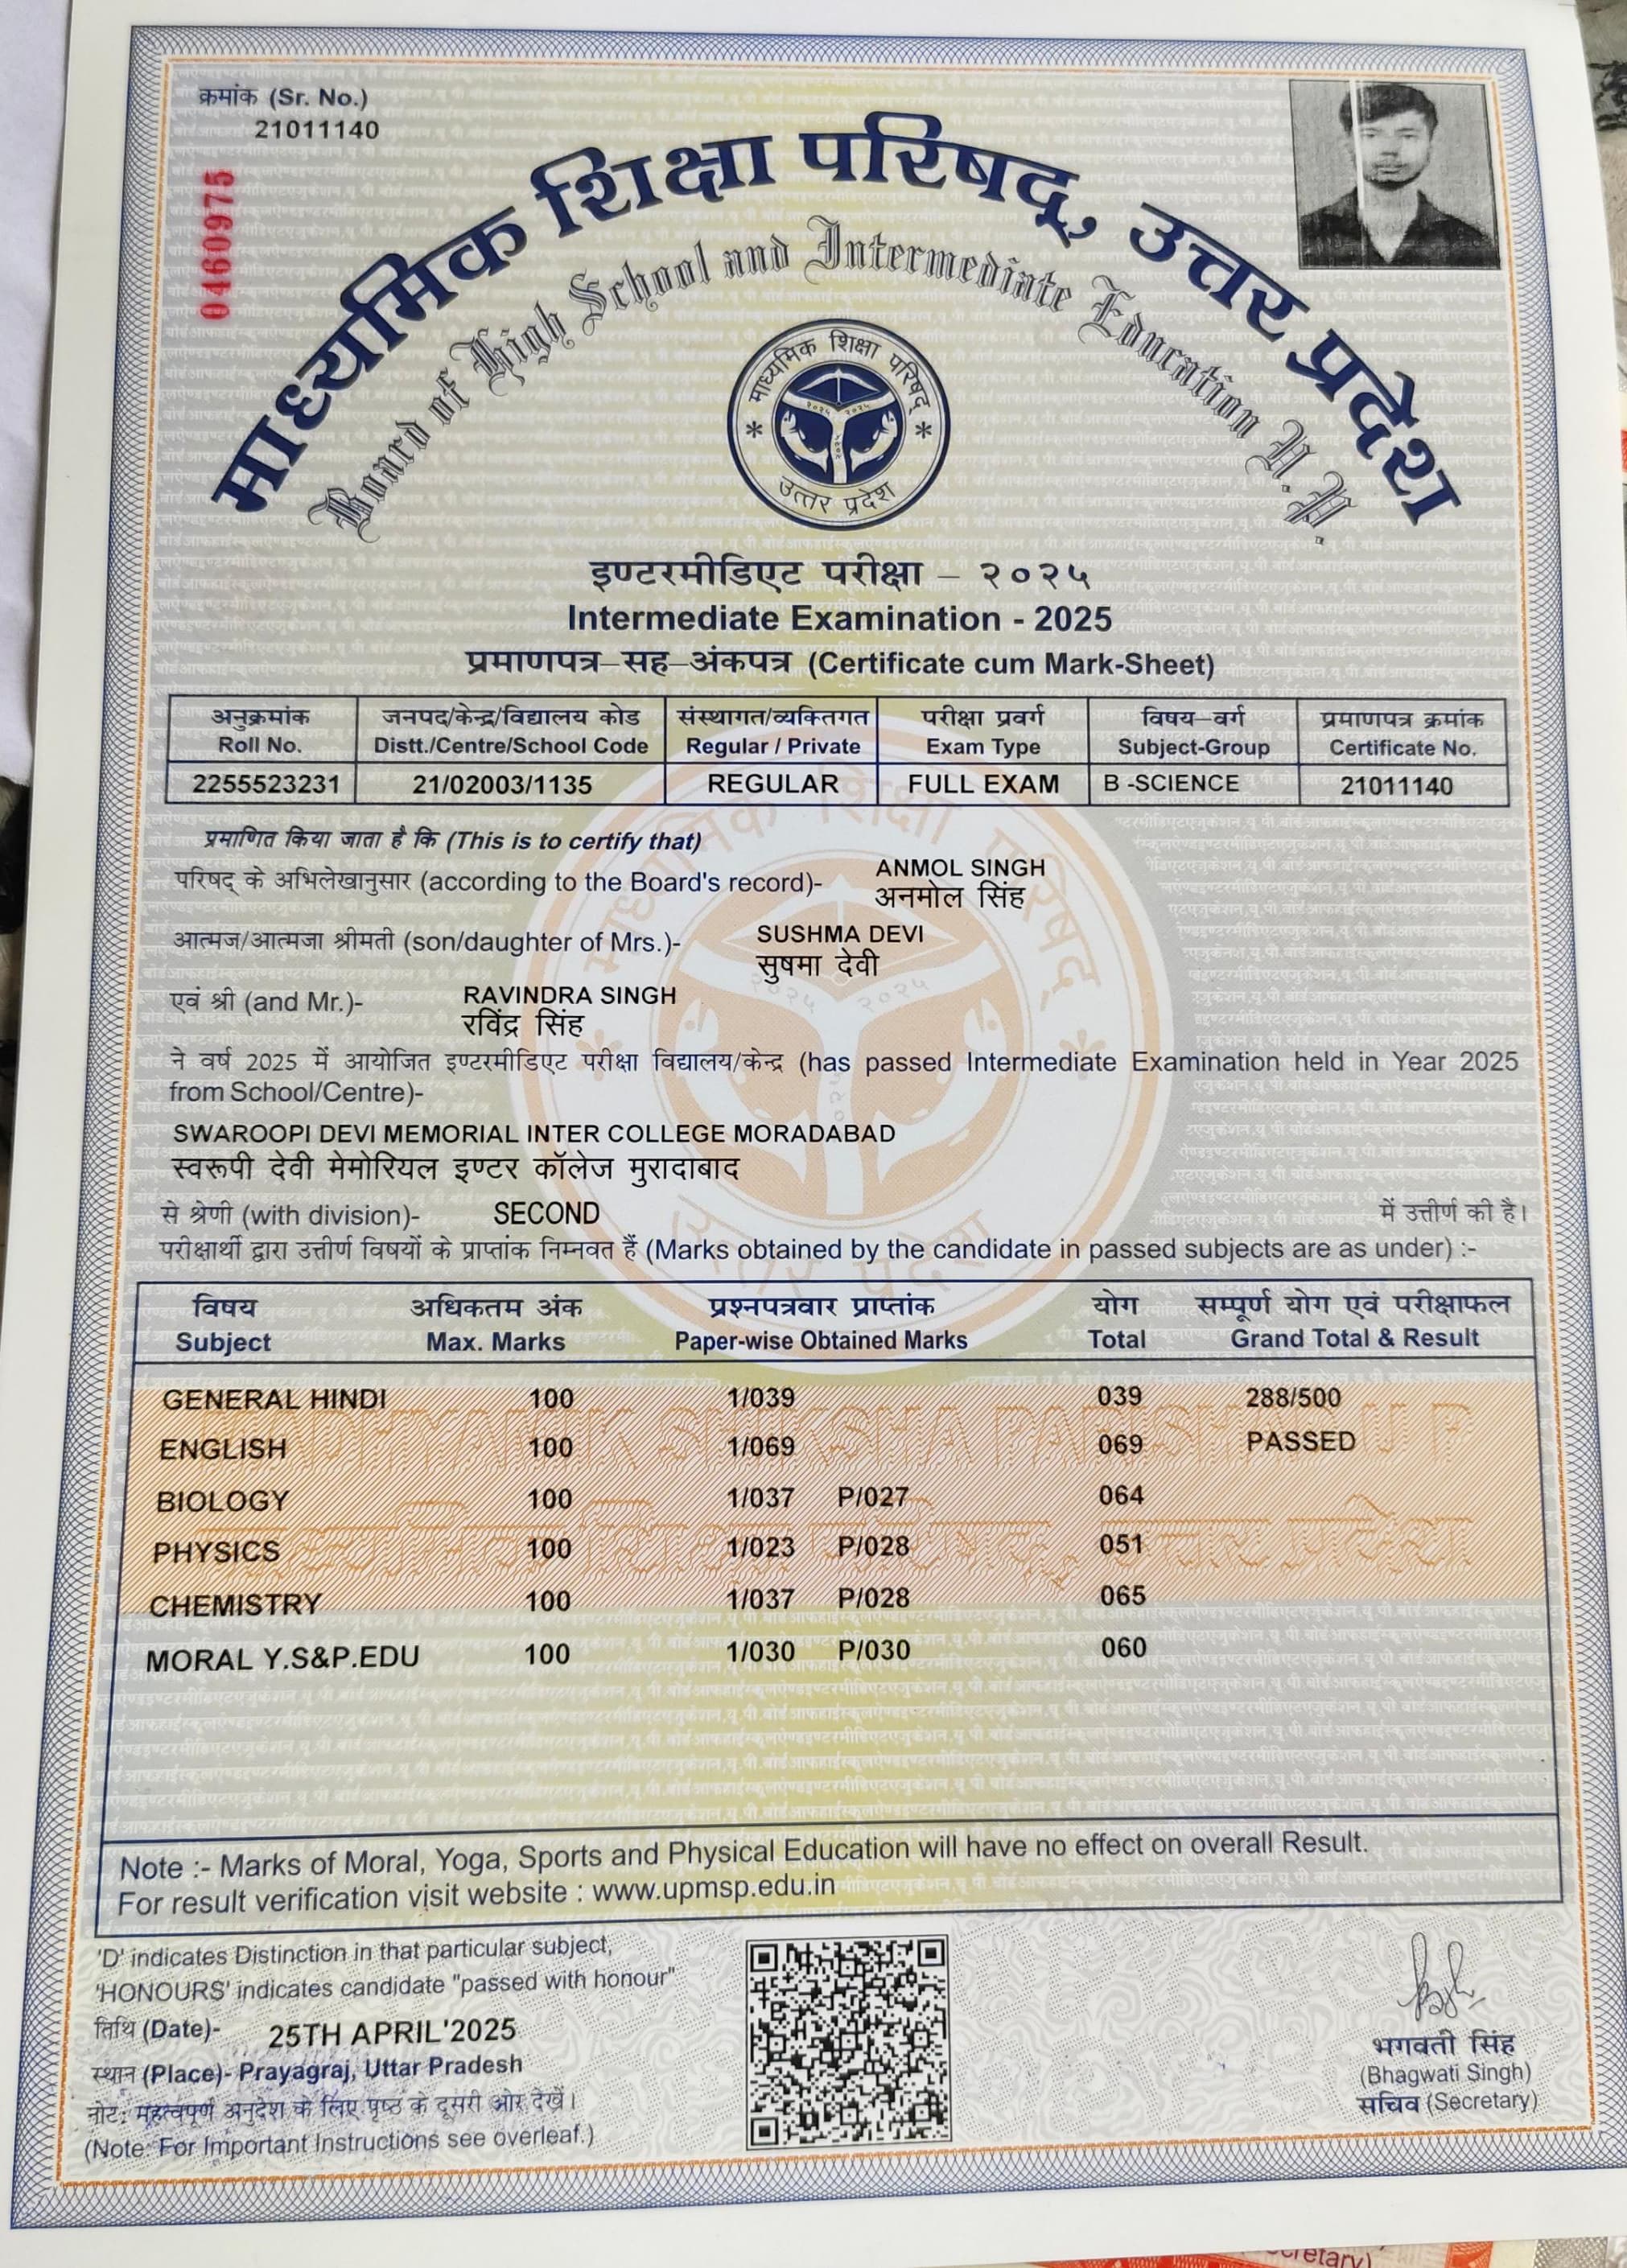 क्रमांक (Sr. No.)
21011140
0460975
माध्यमिक शिक्षा परिषद्, उत्तर प्रदेश
Board of High School and Intermediate Education U.P.
माध्यमिक शिक्षा परिषद्
उत्तर प्रदेश
इण्टरमीडिएट परीक्षा – २०२५
Intermediate Examination - 2025
प्रमाणपत्र–सह–अंकपत्र (Certificate cum Mark-Sheet)
अनुक्रमांक जनपद/केन्द्र/विद्यालय कोड संस्थागत/व्यक्तिगत परीक्षा प्रवर्ग विषय–वर्ग प्रमाणपत्र क्रमांक
Roll No. Distt./Centre/School Code Regular / Private Exam Type Subject-Group Certificate No.
2255523231 21/02003/1135 REGULAR FULL EXAM B -SCIENCE 21011140
प्रमाणित किया जाता है कि (This is to certify that)
ANMOL SINGH
परिषद् के अभिलेखानुसार (according to the Board's record)- अनमोल सिंह
SUSHMA DEVI
आत्मज/आत्मजा श्रीमती (son/daughter of Mrs.)- सुषमा देवी
RAVINDRA SINGH
एवं श्री (and Mr.)- रविंद्र सिंह
ने वर्ष 2025 में आयोजित इण्टरमीडिएट परीक्षा विद्यालय/केन्द्र (has passed Intermediate Examination held in Year 2025
from School/Centre)-
SWAROOPI DEVI MEMORIAL INTER COLLEGE MORADABAD
स्वरूपी देवी मेमोरियल इण्टर कॉलेज मुरादाबाद
से श्रेणी (with division)- SECOND में उत्तीर्ण की है।
परीक्षार्थी द्वारा उत्तीर्ण विषयों के प्राप्तांक निम्नवत हैं (Marks obtained by the candidate in passed subjects are as under) :-
विषय अधिकतम अंक प्रश्नपत्रवार प्राप्तांक योग सम्पूर्ण योग एवं परीक्षाफल
Subject Max. Marks Paper-wise Obtained Marks Total Grand Total & Result
GENERAL HINDI 100 1/039 039 288/500
ENGLISH 100 1/069 069 PASSED
BIOLOGY 100 1/037 P/027 064
PHYSICS 100 1/023 P/028 051
CHEMISTRY 100 1/037 P/028 065
MORAL Y.S&P.EDU 100 1/030 P/030 060
Note :- Marks of Moral, Yoga, Sports and Physical Education will have no effect on overall Result.
For result verification visit website : www.upmsp.edu.in
'D' indicates Distinction in that particular subject,
'HONOURS' indicates candidate "passed with honour"
तिथि (Date)- 25TH APRIL'2025
स्थान (Place)- Prayagraj, Uttar Pradesh
नोट: महत्वपूर्ण अनुदेश के लिए पृष्ठ के दूसरी ओर देखें।
(Note: For Important Instructions see overleaf.)
भगवती सिंह
(Bhagwati Singh)
सचिव (Secretary)